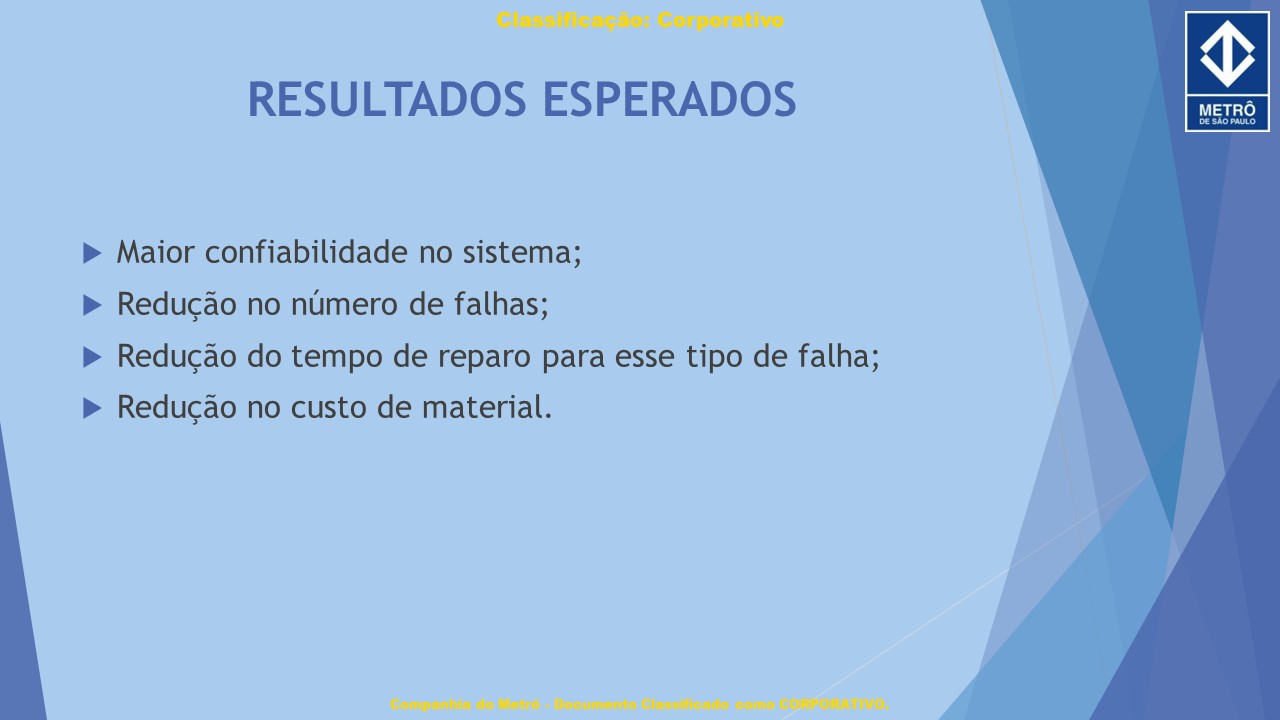 Classificação: Corporativo
METRÔ
DE SÃO PAULO
RESULTADOS ESPERADOS
Maior confiabilidade no sistema;
Redução no número de falhas;
Redução do tempo de reparo para esse tipo de falha;
Redução no custo de material.
Companhia do Metrô - Documento Classificado como CORPORATIVO.